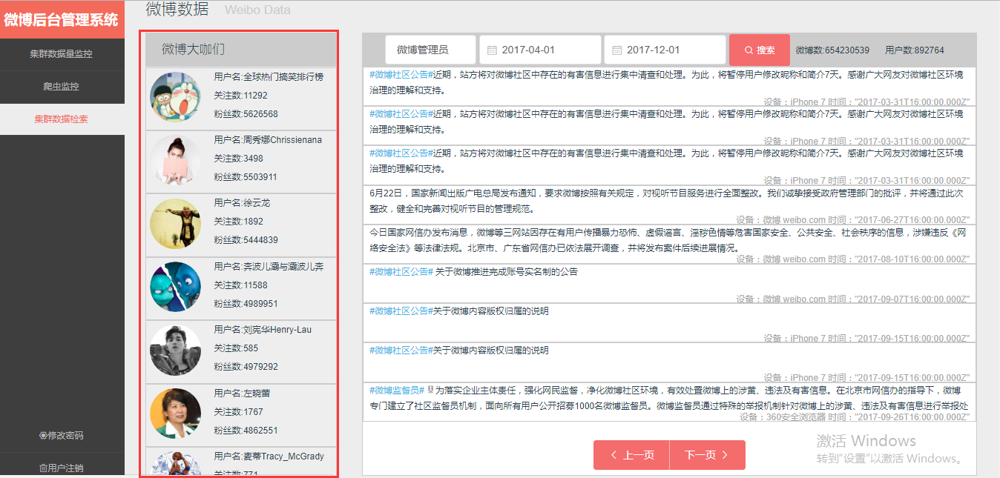 微博后台管理系统
集群数据量监控
爬虫监控
集群数据检索
修改密码
用户注销
微博数据 Weibo Data
微博大咖们
用户名:全球热门搞笑排行榜
关注数:11292
粉丝数:5626568
用户名:周秀娜Chrissienana
关注数:3498
粉丝数:5503911
用户名:徐云龙
关注数:1892
粉丝数:5444839
用户名:奔波儿灞与灞波儿奔
关注数:11588
粉丝数:4989951
用户名:刘宪华Henry-Lau
关注数:585
粉丝数:4979292
用户名:左晓茵
关注数:1767
粉丝数:4862551
用户名:麦蒂Tracy_McGrady
关注数:771
微博管理员 2017-04-01 2017-12-01 搜索 微博数:654230539 用户数:892764
#微博社区公告#近期，站方将对微博社区中存在的有害信息进行集中清查和处理。为此，将暂停用户修改昵称和简介7天。感谢广大网友对微博社区环境
治理的理解和支持。
设备：iPhone 7 时间："2017-03-31T16:00:00.000Z"
#微博社区公告#近期，站方将对微博社区中存在的有害信息进行集中清查和处理。为此，将暂停用户修改昵称和简介7天。感谢广大网友对微博社区环境
治理的理解和支持。
设备：iPhone 7 时间："2017-03-31T16:00:00.000Z"
#微博社区公告#近期，站方将对微博社区中存在的有害信息进行集中清查和处理。为此，将暂停用户修改昵称和简介7天。感谢广大网友对微博社区环境
治理的理解和支持。
设备：iPhone 7 时间："2017-03-31T16:00:00.000Z"
6月22日，国家新闻出版广电总局发布通知，要求微博按照有关规定，对视听节目服务进行全面整改。我们诚挚接受政府管理部门的批评，并将通过此次
整改，健全和完善对视听节目的管理规范。
设备：微博 weibo.com 时间："2017-06-27T16:00:00.000Z"
今日国家网信办发布消息，微博等三网站因存在有用户传播暴力恐怖、虚假谣言、淫秽色情等危害国家安全、公共安全、社会秩序的信息，涉嫌违反《网
络安全法》等法律法规。北京市、广东省网信办已依法展开调查，并将发布案件后续进展情况。
设备：微博 weibo.com 时间："2017-08-10T16:00:00.000Z"
#微博社区公告# 关于微博推进完成账号实名制的公告
设备：微博 weibo.com 时间："2017-09-07T16:00:00.000Z"
#微博社区公告#关于微博内容版权归属的说明
设备：iPhone 7 时间："2017-09-15T16:00:00.000Z"
#微博社区公告#关于微博内容版权归属的说明
设备：iPhone 7 时间："2017-09-15T16:00:00.000Z"
#微博监督员# 为落实企业主体责任，强化网民监督，净化微博社区环境，有效处置微博上的涉黄、违法及有害信息。在北京市网信办的指导下，微博
专门建立了社区监督员机制，面向所有用户公开招募1000名微博监督员。微博监督员通过特殊的举报机制针对微博上的涉黄、违法及有害信息进行举报处
设备：360安全浏览器 时间："2017-09-26T16:00:00.000Z"
上一页 下一页
激活 Windows
转到“设置”以激活 Windows。